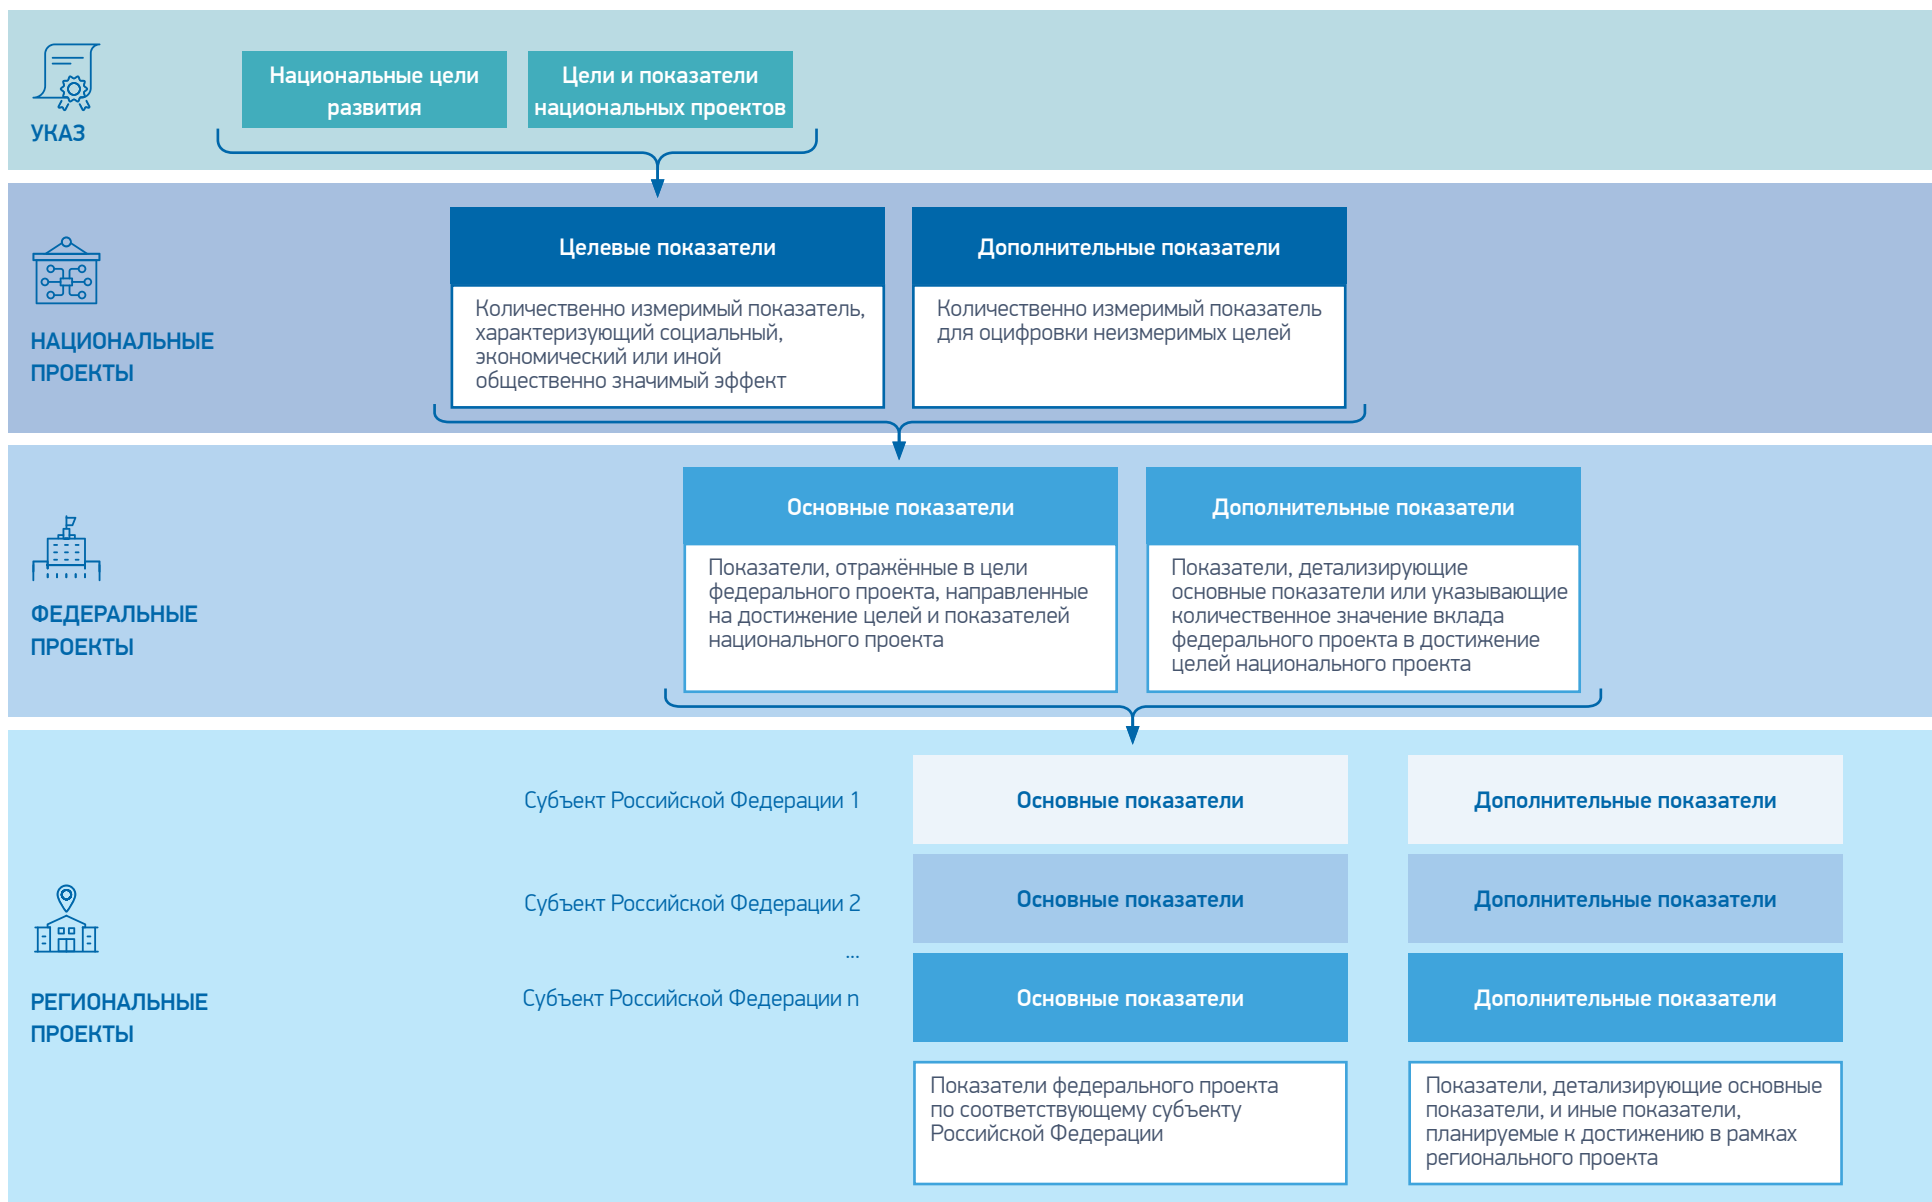 УКАЗ
Национальные цели
развития
Цели и показатели
национальных проектов
НАЦИОНАЛЬНЫЕ
ПРОЕКТЫ
Целевые показатели
Количественно измеримый показатель,
характеризующий социальный,
экономический или иной
общественно значимый эффект
Дополнительные показатели
Количественно измеримый показатель
для оцифровки неизмеримых целей
ФЕДЕРАЛЬНЫЕ
ПРОЕКТЫ
Основные показатели
Показатели, отражённые в цели
федерального проекта, направленные
на достижение целей и показателей
национального проекта
Дополнительные показатели
Показатели, детализирующие
основные показатели или указывающие
количественное значение вклада
федерального проекта в достижение
целей национального проекта
РЕГИОНАЛЬНЫЕ
ПРОЕКТЫ
Субъект Российской Федерации 1
Основные показатели
Дополнительные показатели
Субъект Российской Федерации 2
Основные показатели
Дополнительные показатели
...
Субъект Российской Федерации n
Основные показатели
Дополнительные показатели
Показатели федерального проекта
по соответствующему субъекту
Российской Федерации
Показатели, детализирующие основные
показатели, и иные показатели,
планируемые к достижению в рамках
регионального проекта